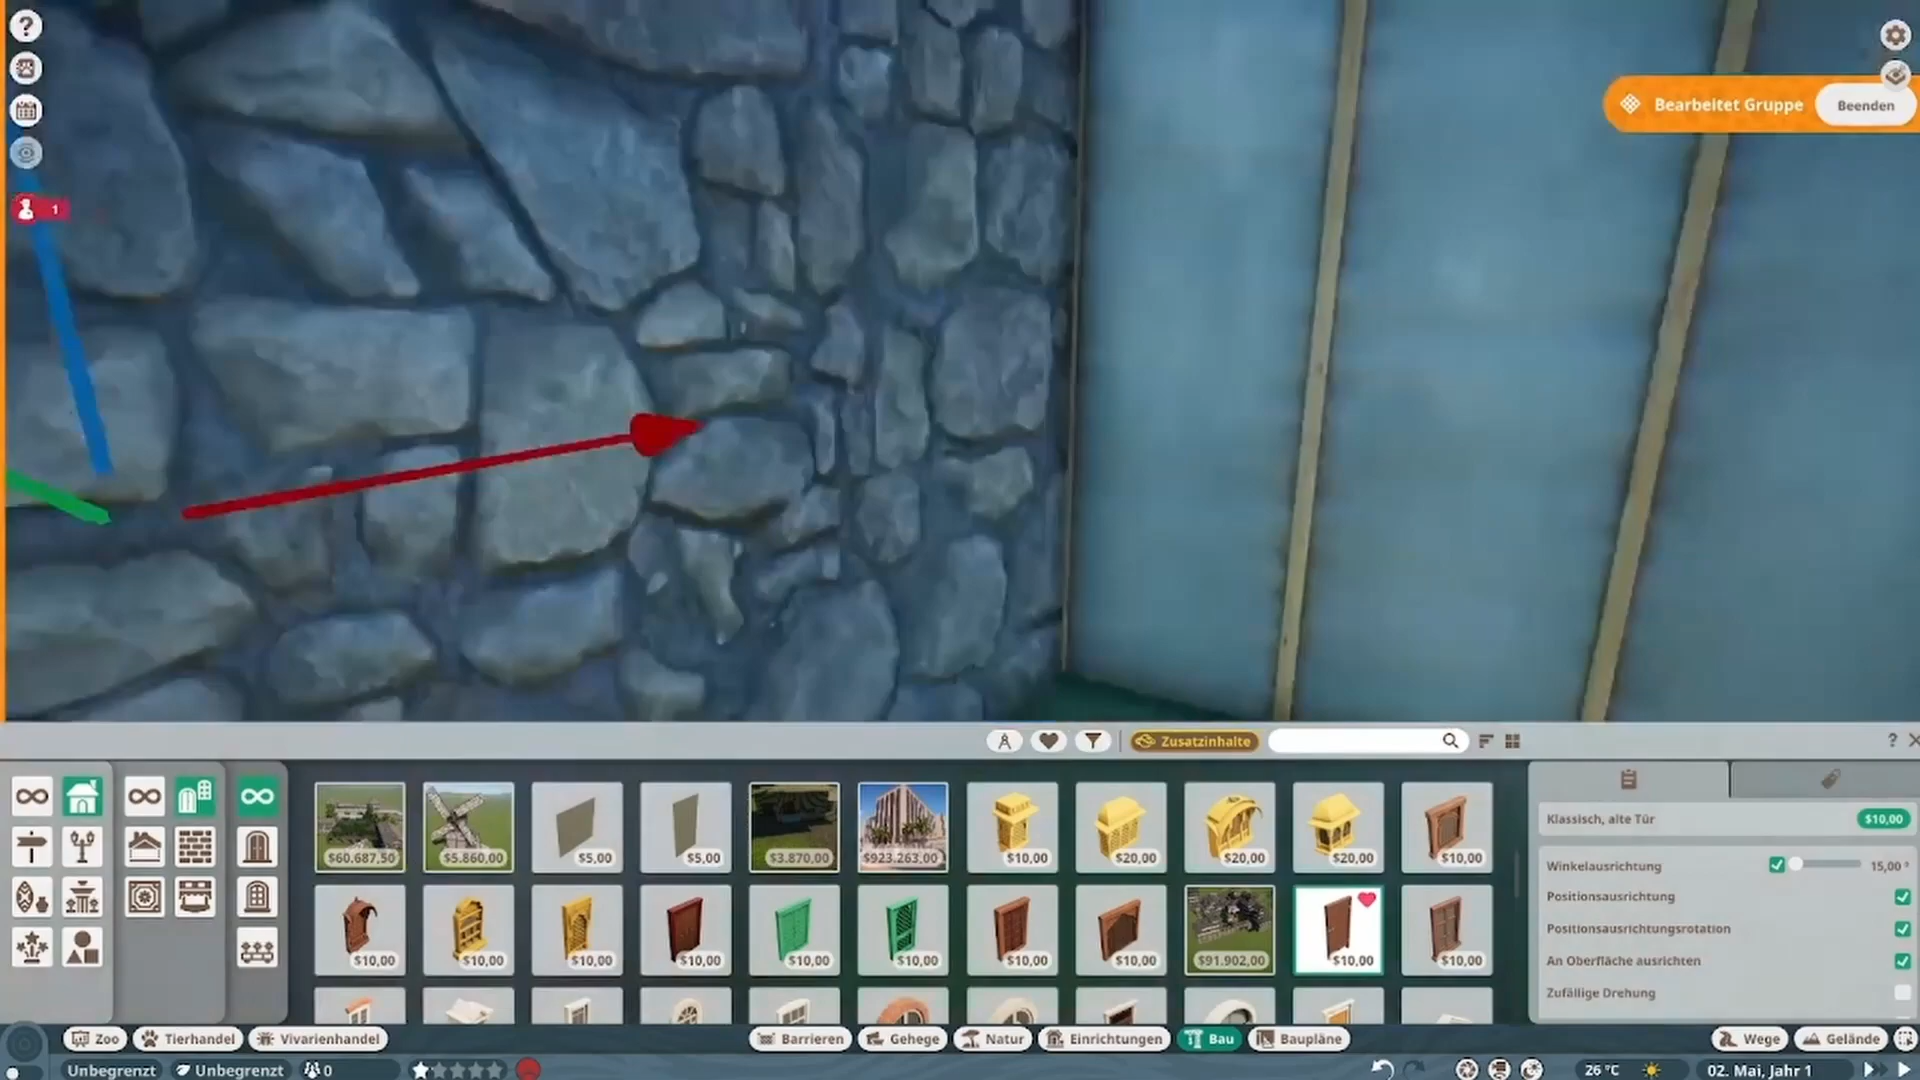 ?
Bearbeitet Gruppe Beenden
1
Zusatzinhalte
?
$60.687,50 $5.860,00 $5,00 $5,00 $3.870,00 $923.263,00 $10,00 $20,00 $20,00 $20,00 $10,00
$10,00 $10,00 $10,00 $10,00 $10,00 $10,00 $10,00 $10,00 $91.902,00 $10,00 $10,00
Klassisch, alte Tür $10,00
Winkelausrichtung 15,00 °
Positionsausrichtung
Positionsausrichtungsrotation
An Oberfläche ausrichten
Zufällige Drehung
Zoo Tierhandel Vivarienhandel Barrieren Gehege Natur Einrichtungen Bau Baupläne Wege Gelände
Unbegrenzt Unbegrenzt 0 26 °C 02. Mai, Jahr 1